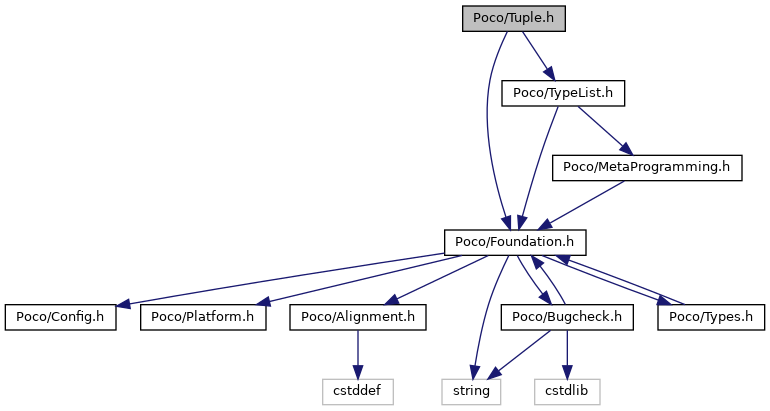 Poco/Tuple.h
Poco/TypeList.h
Poco/MetaProgramming.h
Poco/Foundation.h
Poco/Config.h
Poco/Platform.h
Poco/Alignment.h
Poco/Bugcheck.h
Poco/Types.h
cstddef
string
cstdlib